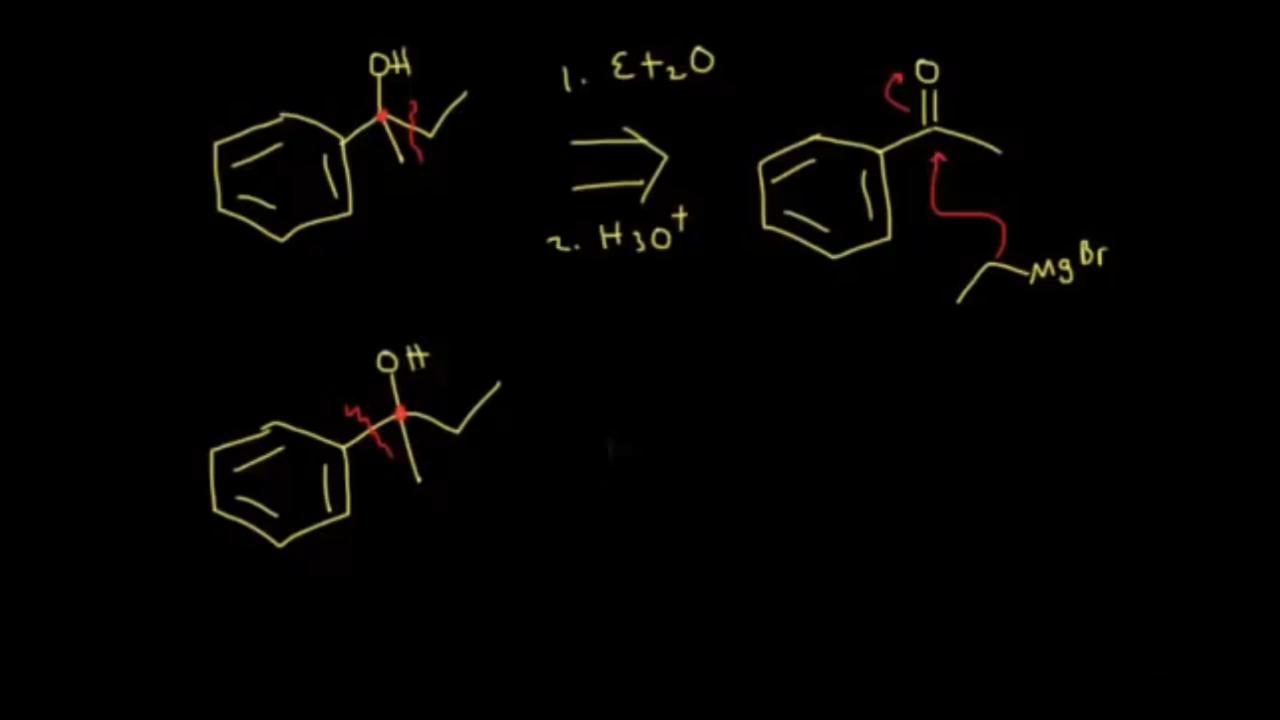 OH
1. Et₂O
O
2. H₃O⁺
MgBr
OH